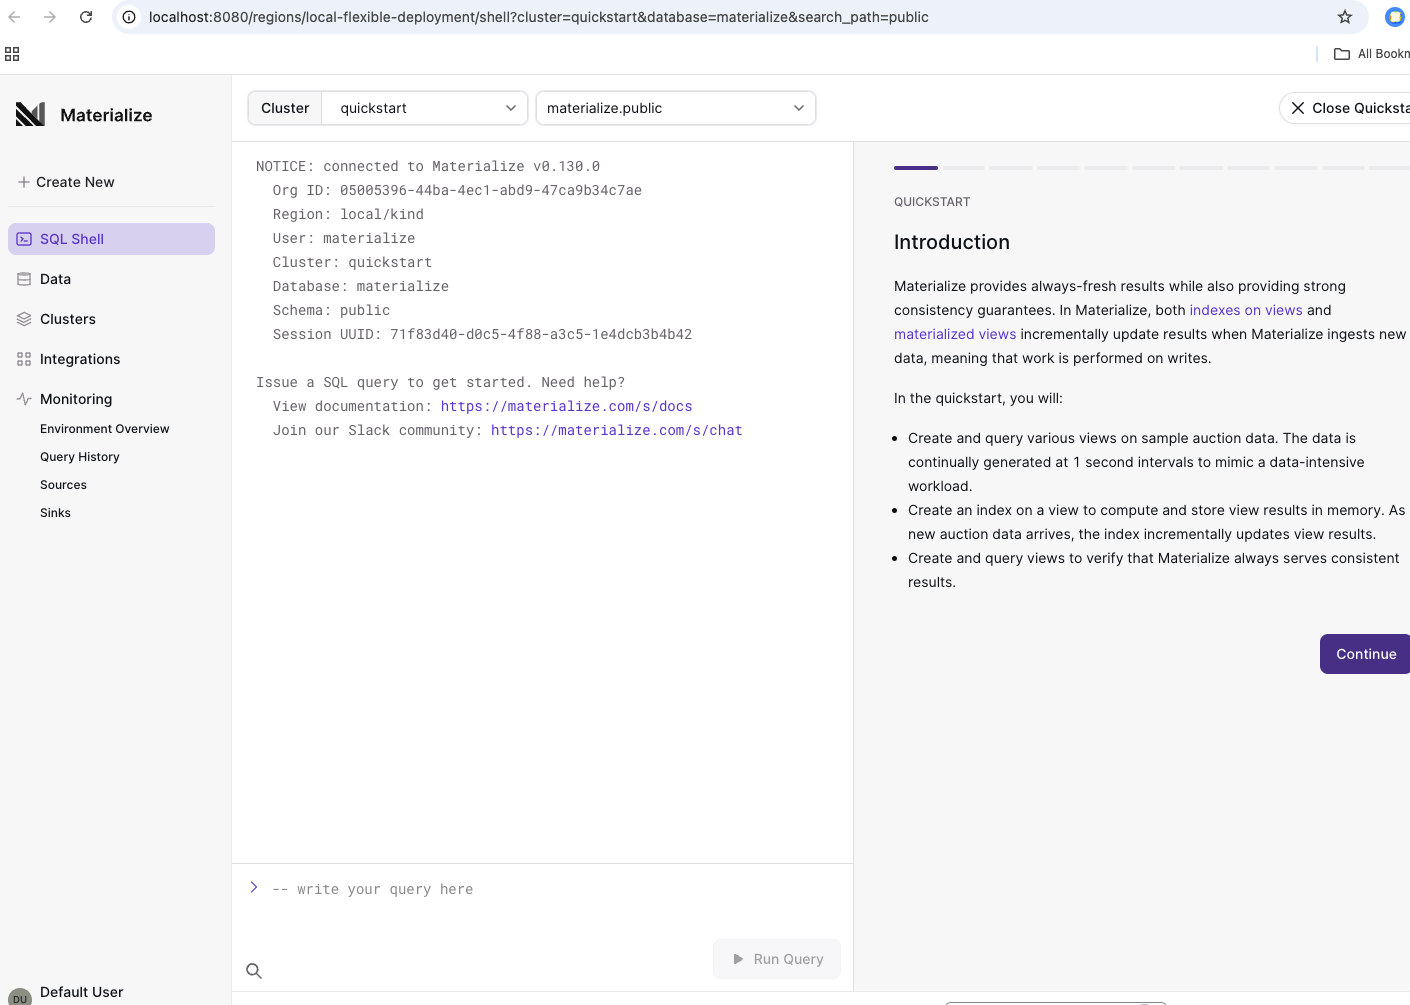 localhost:8080/regions/local-flexible-deployment/shell?cluster=quickstart&database=materialize&search_path=public
All Bookm
Materialize
Cluster
quickstart
materialize.public
Close Quicksta
Create New
SQL Shell
Data
Clusters
Integrations
Monitoring
Environment Overview
Query History
Sources
Sinks
DU
Default User
NOTICE: connected to Materialize v0.130.0
Org ID: 05005396-44ba-4ec1-abd9-47ca9b34c7ae
Region: local/kind
User: materialize
Cluster: quickstart
Database: materialize
Schema: public
Session UUID: 71f83d40-d0c5-4f88-a3c5-1e4dcb3b4b42
Issue a SQL query to get started. Need help?
View documentation: https://materialize.com/s/docs
Join our Slack community: https://materialize.com/s/chat
-- write your query here
Run Query
QUICKSTART
Introduction
Materialize provides always-fresh results while also providing strong
consistency guarantees. In Materialize, both indexes on views and
materialized views incrementally update results when Materialize ingests new
data, meaning that work is performed on writes.
In the quickstart, you will:
• Create and query various views on sample auction data. The data is
continually generated at 1 second intervals to mimic a data-intensive
workload.
• Create an index on a view to compute and store view results in memory. As
new auction data arrives, the index incrementally updates view results.
• Create and query views to verify that Materialize always serves consistent
results.
Continue